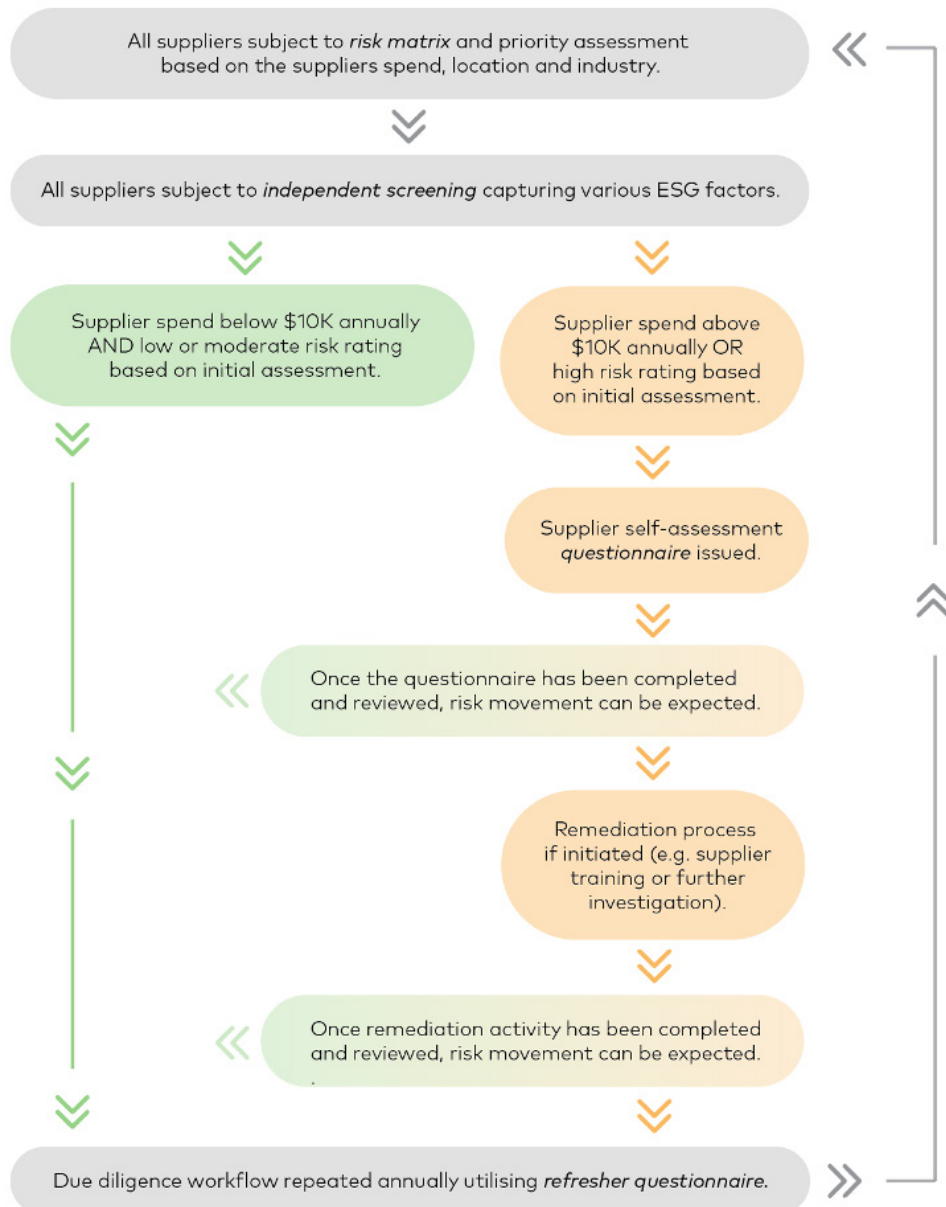 All suppliers subject to risk matrix and priority assessment
based on the suppliers spend, location and industry.
All suppliers subject to independent screening capturing various ESG factors.
Supplier spend below $10K annually
AND low or moderate risk rating
based on initial assessment.
Supplier spend above
$10K annually OR
high risk rating based
on initial assessment.
Supplier self-assessment
questionnaire issued.
Once the questionnaire has been completed
and reviewed, risk movement can be expected.
Remediation process
if initiated (e.g. supplier
training or further
investigation).
Once remediation activity has been completed
and reviewed, risk movement can be expected.
.
Due diligence workflow repeated annually utilising refresher questionnaire.